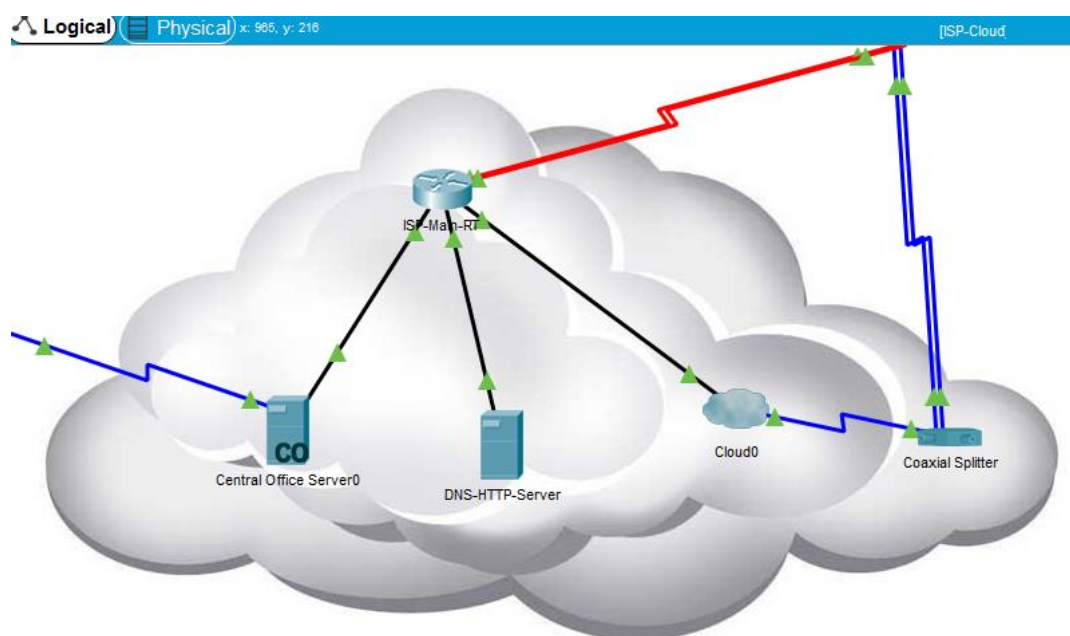 Logical Physical x: 965, y: 216 [ISP-Cloud
ISP-Main-RT
Central Office Server0
CO
DNS-HTTP-Server
Cloud0
Coaxial Splitter